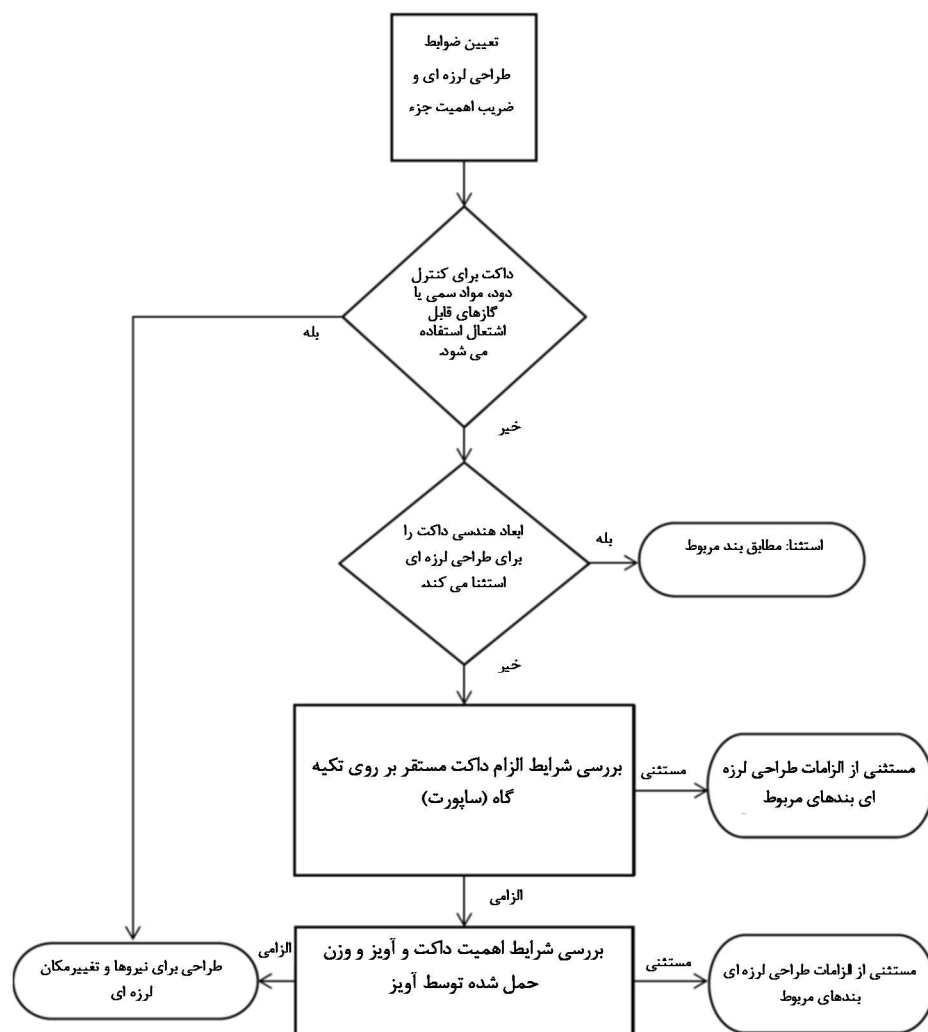 تعیین ضوابط
طراحی لرزه ای و
ضریب اهمیت جزء
داکت برای کنترل
دود، مواد سمی یا
گازهای قابل
اشتعال استفاده
می شود.
بله
خیر
ابعاد هندسی داکت را
برای طراحی لرزه ای
استثنا می کند.
بله
استثنا: مطابق بند مربوط
خیر
بررسی شرایط الزام داکت مستقر بر روی تکیه
گاه (ساپورت)
مستثنی
مستثنی از الزامات طراحی لرزه
ای بندهای مربوط
الزامی
بررسی شرایط اهمیت داکت و آویز و وزن
حمل شده توسط آویز
مستثنی
مستثنی از الزامات طراحی لرزه ای
بندهای مربوط
الزامی
طراحی برای نیروها و تغییرمکان
لرزه ای